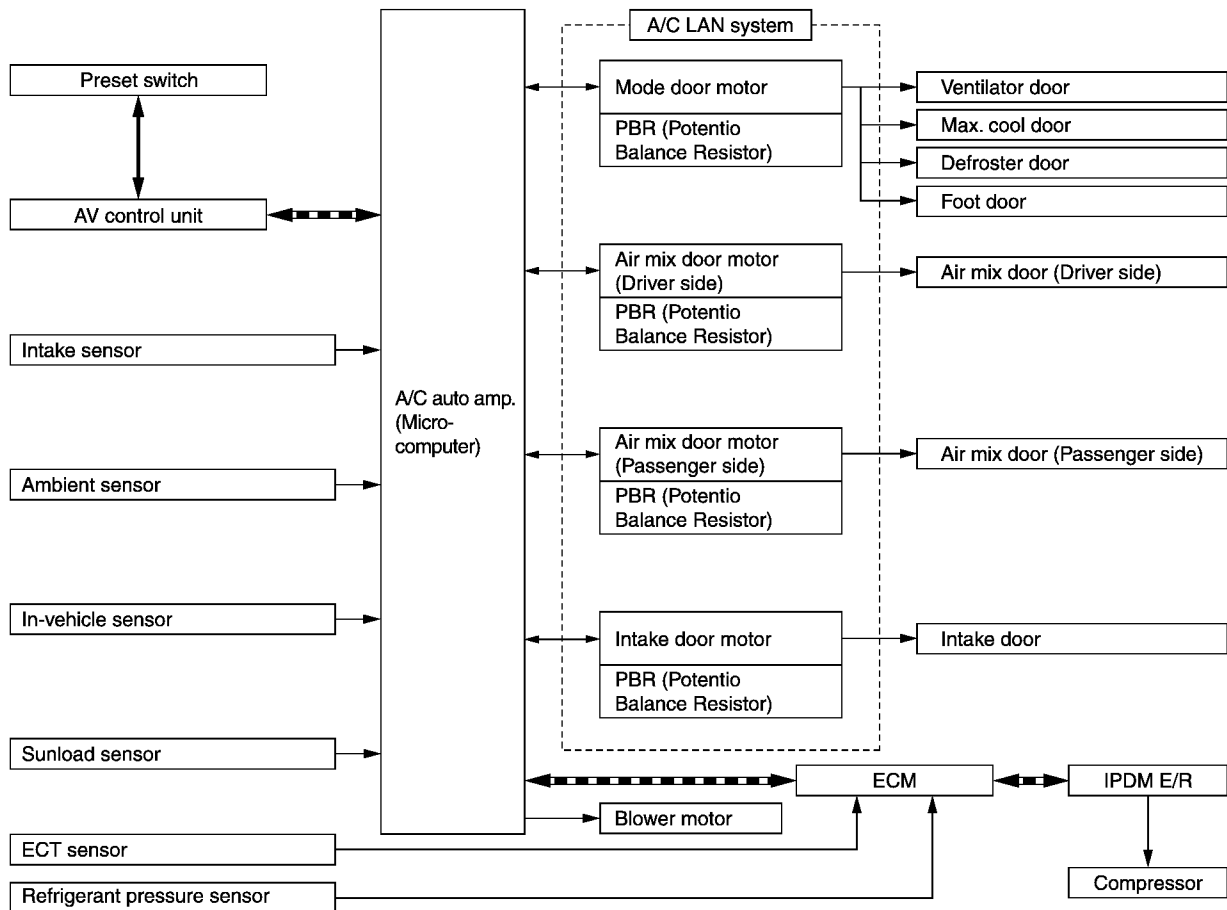 A/C LAN system
Preset switch
AV control unit
Intake sensor
Ambient sensor
In-vehicle sensor
Sunload sensor
ECT sensor
Refrigerant pressure sensor
A/C auto amp.
(Micro-
computer)
Mode door motor
PBR (Potentio
Balance Resistor)
Air mix door motor
(Driver side)
PBR (Potentio
Balance Resistor)
Air mix door motor
(Passenger side)
PBR (Potentio
Balance Resistor)
Intake door motor
PBR (Potentio
Balance Resistor)
Ventilator door
Max. cool door
Defroster door
Foot door
Air mix door (Driver side)
Air mix door (Passenger side)
Intake door
ECM
IPDM E/R
Blower motor
Compressor